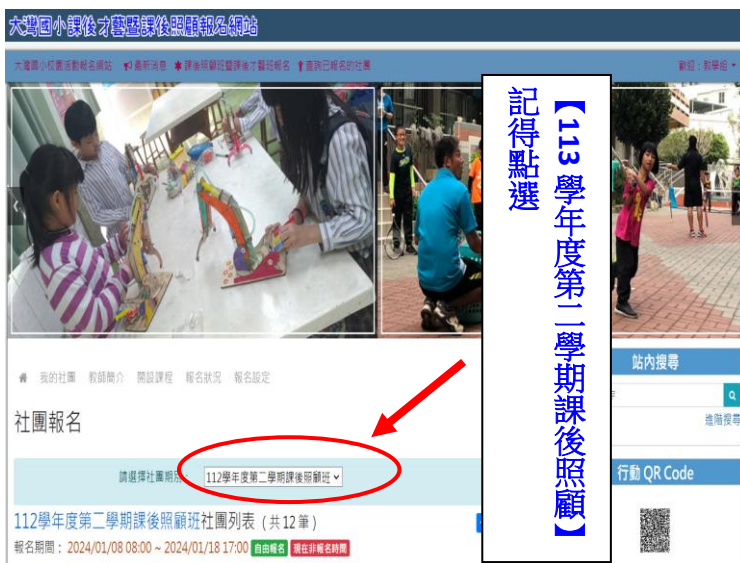 大灣國小課後才藝暨課後照顧報名網站
大灣國小校園活動報名網站 最新消息 課後照顧班暨課後才藝班報名 查詢已報名的社團 歡迎：教學組
記得點選
【113 學年度第二學期課後照顧】
我的社團 教師簡介 開設課程 報名狀況 報名設定
社團報名
請選擇社團期別：
112學年度第二學期課後照顧班
112學年度第二學期課後照顧班社團列表（共12筆）
報名期間：2024/01/08 08:00 ~ 2024/01/18 17:00 自由報名 現在非報名時間
站內搜尋
進階搜尋
行動 QR Code